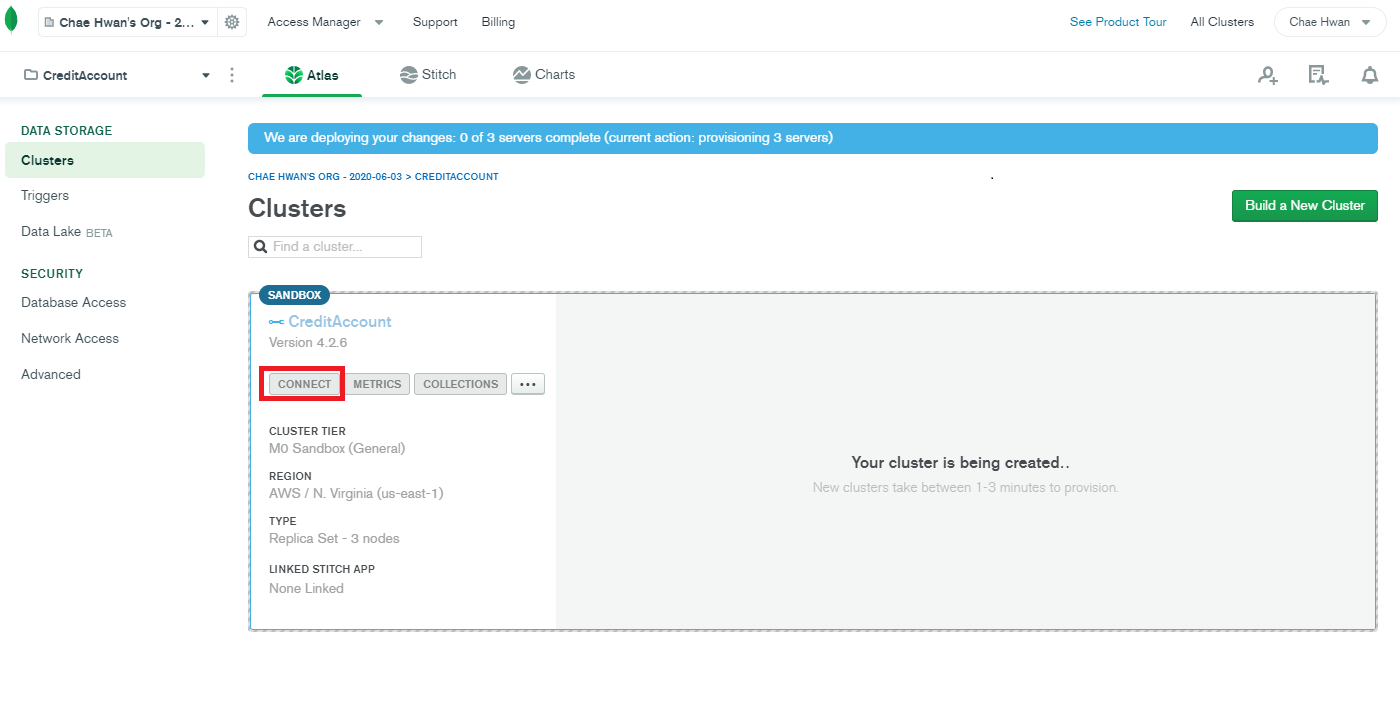 Chae Hwan's Org - 2... Access Manager Support Billing See Product Tour All Clusters Chae Hwan
CreditAccount Atlas Stitch Charts
DATA STORAGE
Clusters
Triggers
Data Lake BETA
SECURITY
Database Access
Network Access
Advanced
We are deploying your changes: 0 of 3 servers complete (current action: provisioning 3 servers)
CHAE HWAN'S ORG - 2020-06-03 > CREDITACCOUNT
Clusters
Build a New Cluster
Find a cluster...
SANDBOX
CreditAccount
Version 4.2.6
CONNECT METRICS COLLECTIONS ...
CLUSTER TIER
M0 Sandbox (General)
REGION
AWS / N. Virginia (us-east-1)
TYPE
Replica Set - 3 nodes
LINKED STITCH APP
None Linked
Your cluster is being created..
New clusters take between 1-3 minutes to provision.